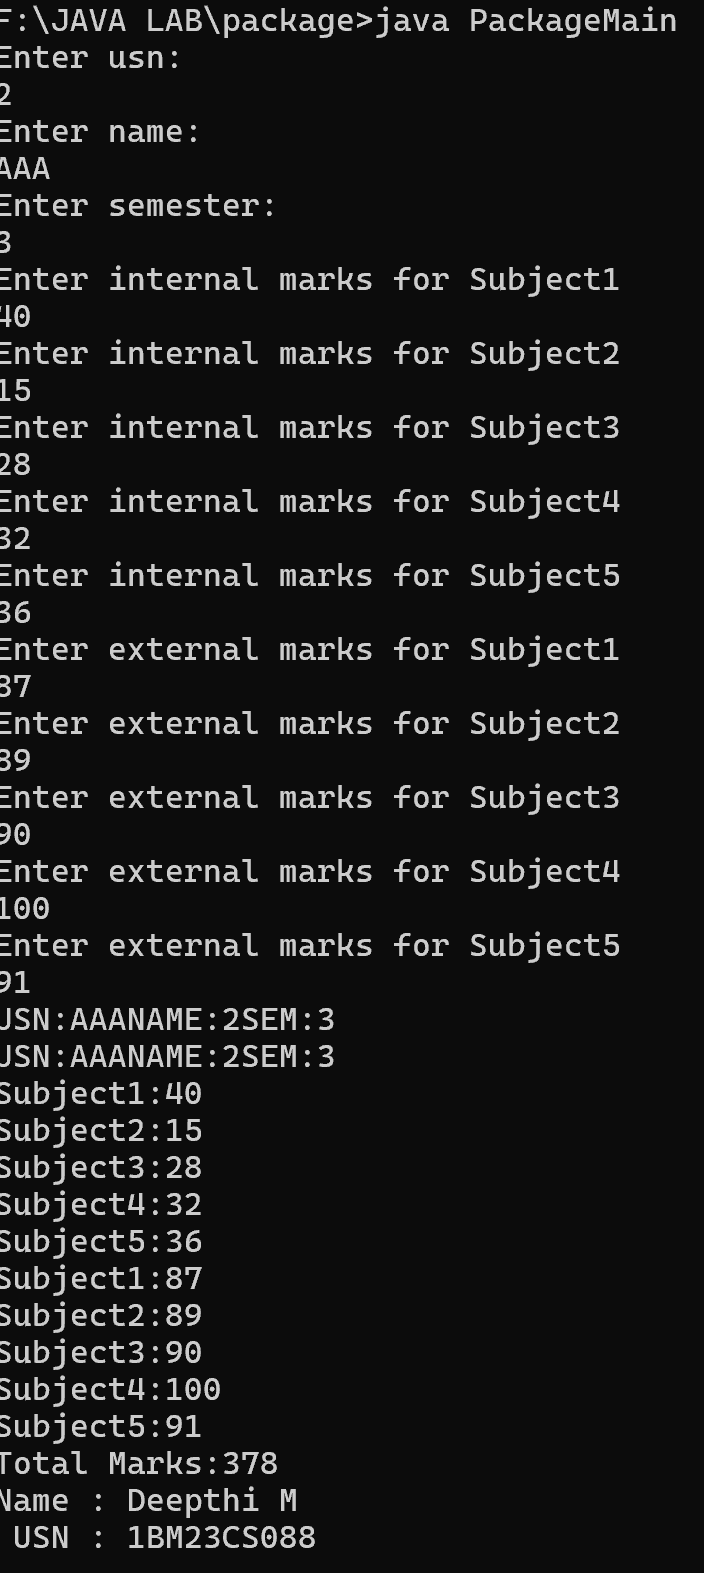 F:\JAVA LAB\package>java PackageMain
Enter usn:
2
Enter name:
AAA
Enter semester:
3
Enter internal marks for Subject1
40
Enter internal marks for Subject2
15
Enter internal marks for Subject3
28
Enter internal marks for Subject4
32
Enter internal marks for Subject5
36
Enter external marks for Subject1
87
Enter external marks for Subject2
89
Enter external marks for Subject3
90
Enter external marks for Subject4
100
Enter external marks for Subject5
91
USN:AAANAME:2SEM:3
USN:AAANAME:2SEM:3
Subject1:40
Subject2:15
Subject3:28
Subject4:32
Subject5:36
Subject1:87
Subject2:89
Subject3:90
Subject4:100
Subject5:91
Total Marks:378
Name : Deepthi M
USN : 1BM23CS088